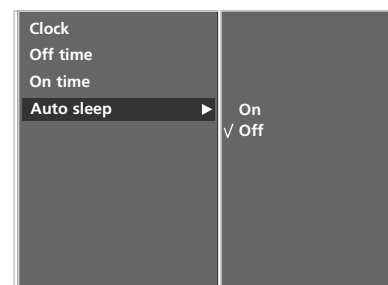 Clock
Off time
On time
Auto sleep ▶ On
√ Off